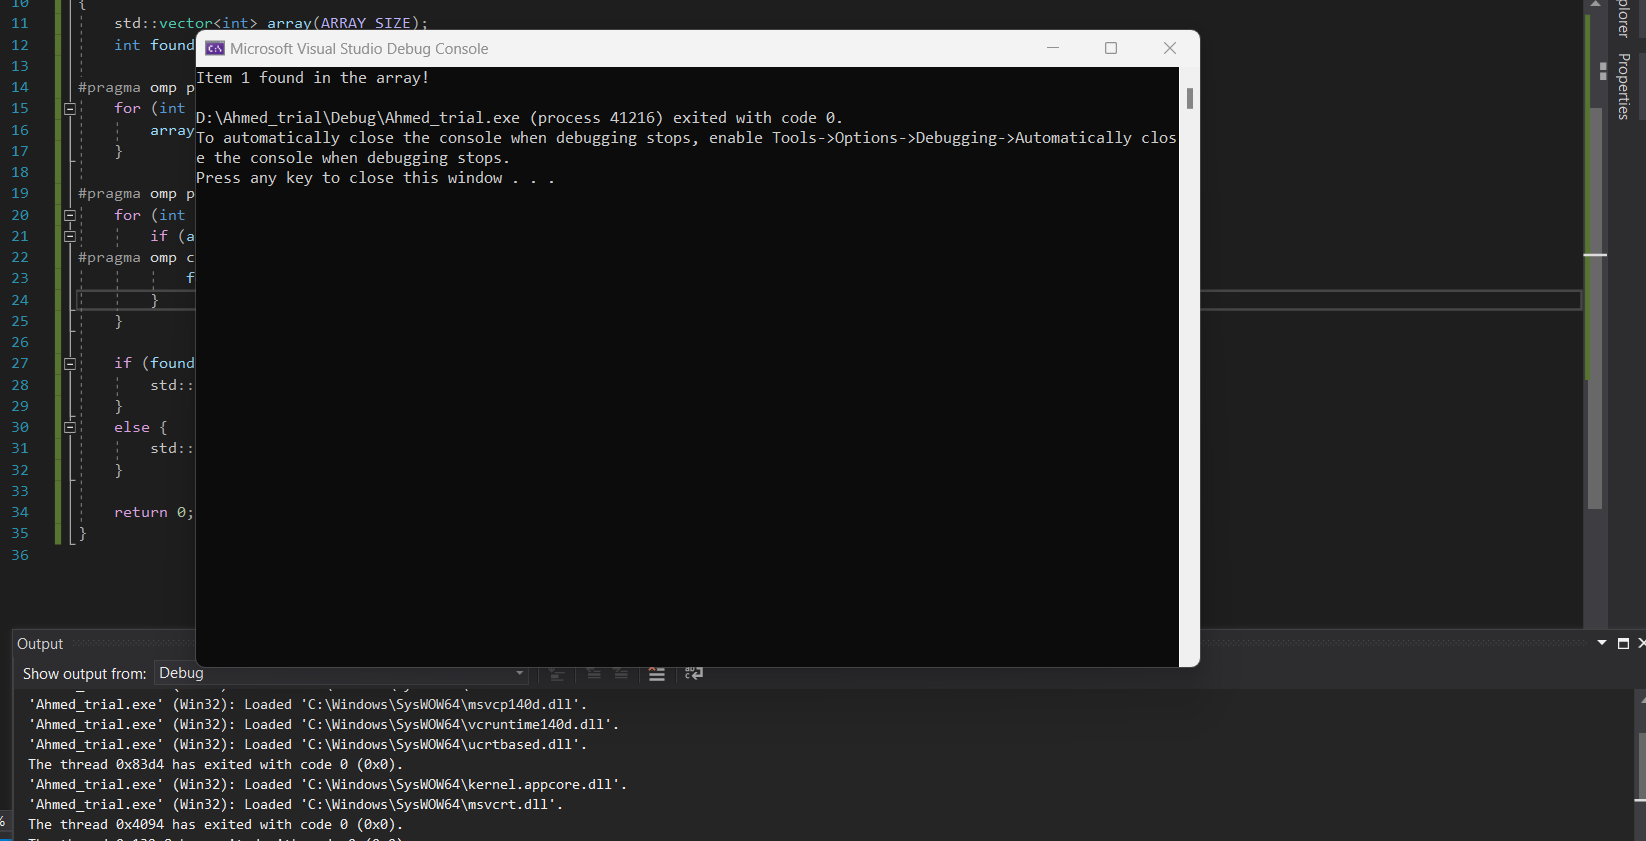 10 {
11 std::vector<int> array(ARRAY_SIZE);
12 int found
13
14 #pragma omp p
15 for (int
16 array
17 }
18
19 #pragma omp p
20 for (int
21 if (a
22 #pragma omp c
23 f
24 }
25 }
26
27 if (found
28 std::
29 }
30 else {
31 std::
32 }
33
34 return 0;
35 }
36
Microsoft Visual Studio Debug Console
Item 1 found in the array!
D:\Ahmed_trial\Debug\Ahmed_trial.exe (process 41216) exited with code 0.
To automatically close the console when debugging stops, enable Tools->Options->Debugging->Automatically clos
e the console when debugging stops.
Press any key to close this window . . .
plorer
Properties
Output
Show output from: Debug
'Ahmed_trial.exe' (Win32): Loaded 'C:\Windows\SysWOW64\msvcp140d.dll'.
'Ahmed_trial.exe' (Win32): Loaded 'C:\Windows\SysWOW64\vcruntime140d.dll'.
'Ahmed_trial.exe' (Win32): Loaded 'C:\Windows\SysWOW64\ucrtbased.dll'.
The thread 0x83d4 has exited with code 0 (0x0).
'Ahmed_trial.exe' (Win32): Loaded 'C:\Windows\SysWOW64\kernel.appcore.dll'.
'Ahmed_trial.exe' (Win32): Loaded 'C:\Windows\SysWOW64\msvcrt.dll'.
%
The thread 0x4094 has exited with code 0 (0x0).